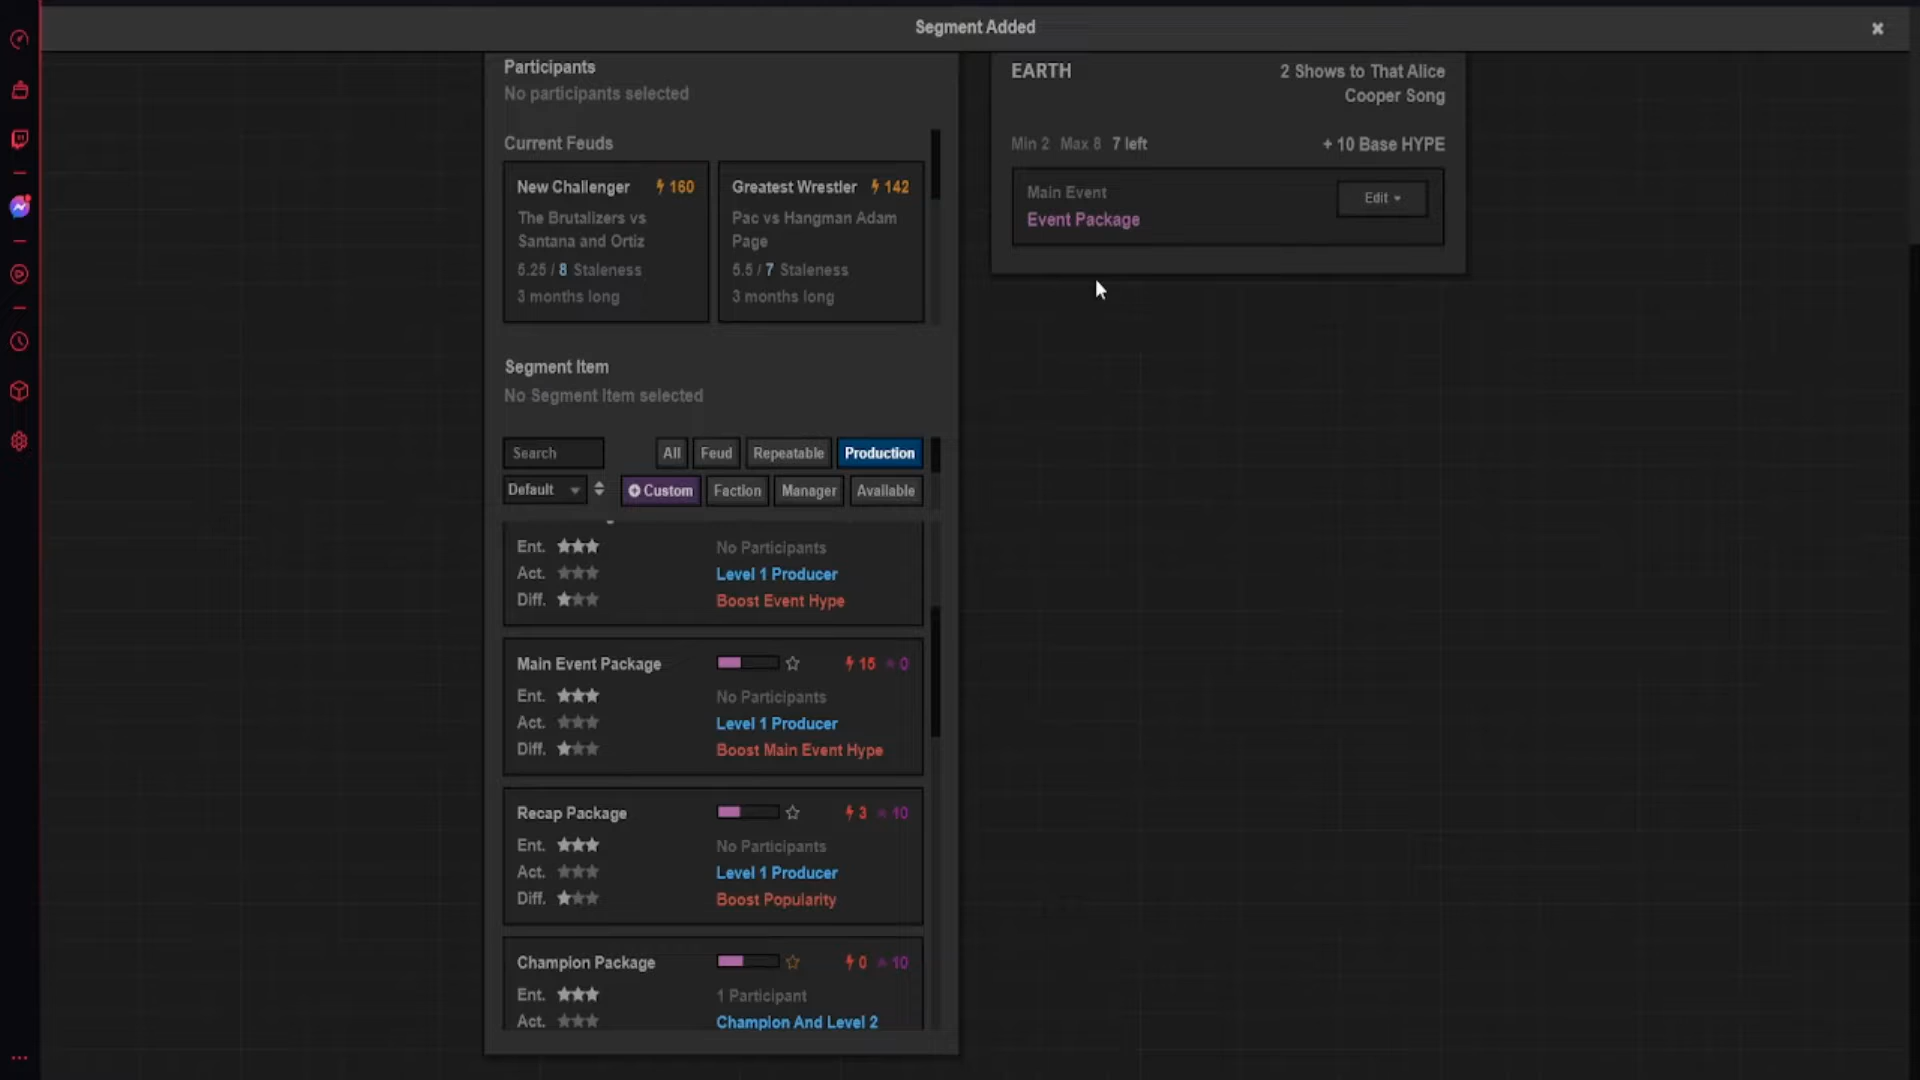 Segment Added
Participants
No participants selected
Current Feuds
New Challenger 160
The Brutalizers vs
Santana and Ortiz
5.25 / 8 Staleness
3 months long
Greatest Wrestler 142
Pac vs Hangman Adam
Page
5.5 / 7 Staleness
3 months long
Segment Item
No Segment Item selected
Search All Feud Repeatable Production
Default Custom Faction Manager Available
Ent. No Participants
Act. Level 1 Producer
Diff. Boost Event Hype
Main Event Package 15 0
Ent. No Participants
Act. Level 1 Producer
Diff. Boost Main Event Hype
Recap Package 3 10
Ent. No Participants
Act. Level 1 Producer
Diff. Boost Popularity
Champion Package 0 10
Ent. 1 Participant
Act. Champion And Level 2
EARTH
2 Shows to That Alice
Cooper Song
Min 2 Max 8 7 left + 10 Base HYPE
Main Event
Event Package
Edit